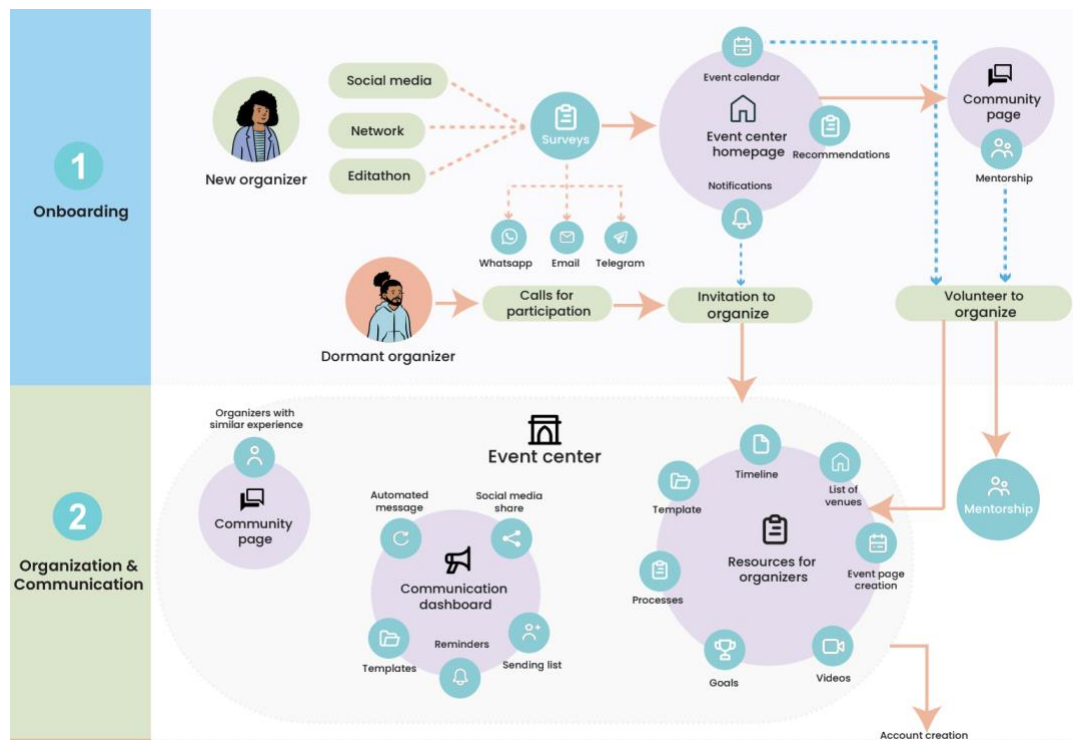 1
Onboarding
New organizer
Social media
Network
Editathon
Surveys
Whatsapp
Email
Telegram
Event calendar
Event center
homepage
Recommendations
Notifications
Community
page
Mentorship
Dormant organizer
Calls for
participation
Invitation to
organize
Volunteer to
organize
2
Organization &
Communication
Organizers with
similar experience
Community
page
Event center
Automated
message
Social media
share
Communication
dashboard
Templates
Reminders
Sending list
Timeline
List of
venues
Template
Resources for
organizers
Event page
creation
Processes
Goals
Videos
Mentorship
Account creation